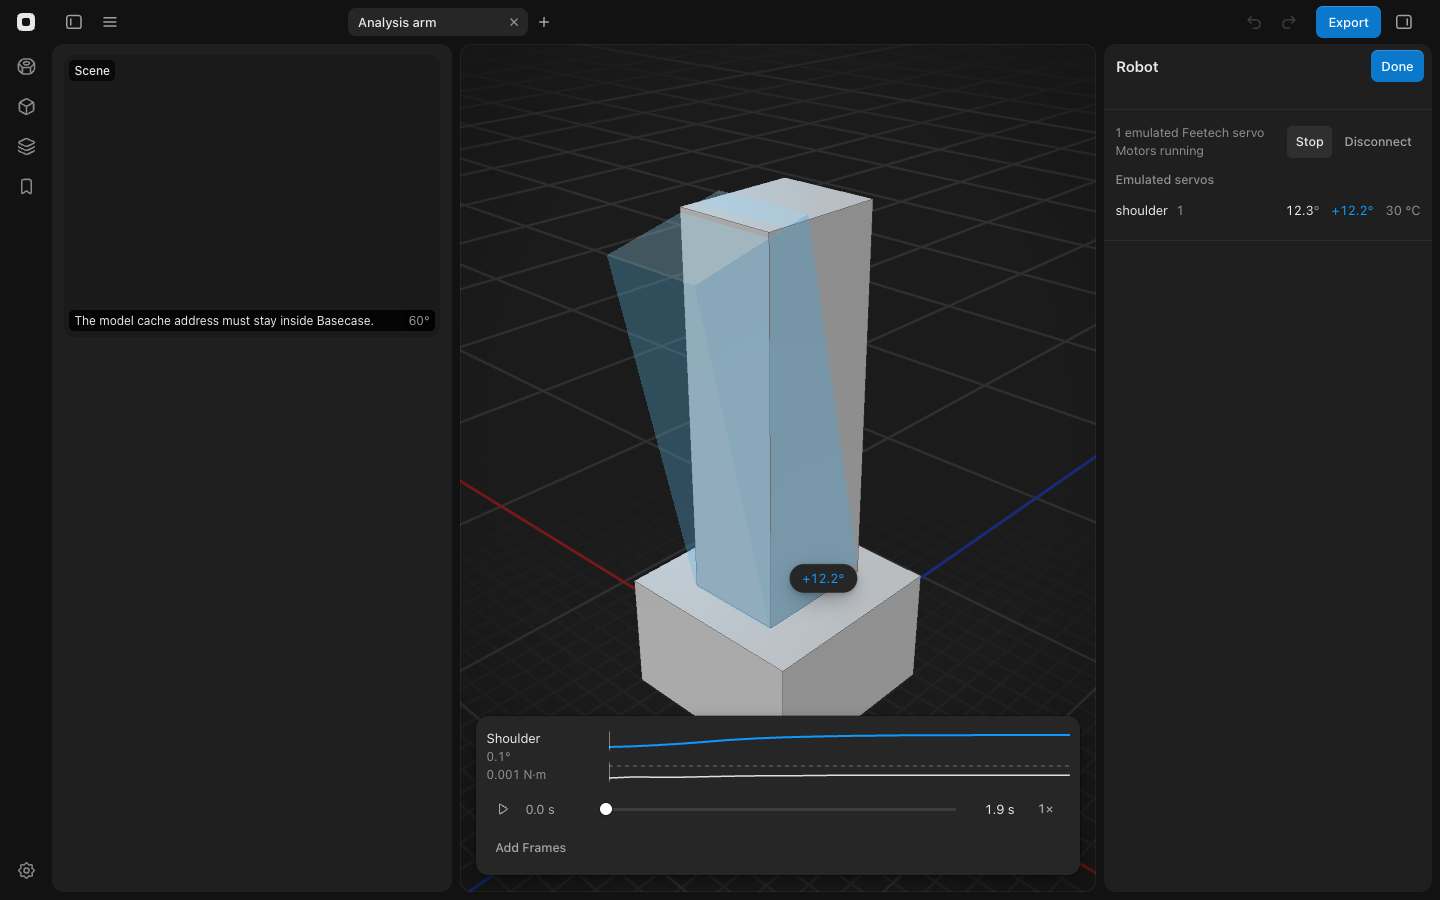 Analysis arm
Export
Scene
The model cache address must stay inside Basecase. 60°
+12.2°
Shoulder
0.1°
0.001 N·m
0.0 s
1.9 s
1×
Add Frames
Robot
Done
1 emulated Feetech servo
Motors running
Stop
Disconnect
Emulated servos
shoulder 1 12.3° +12.2° 30 °C